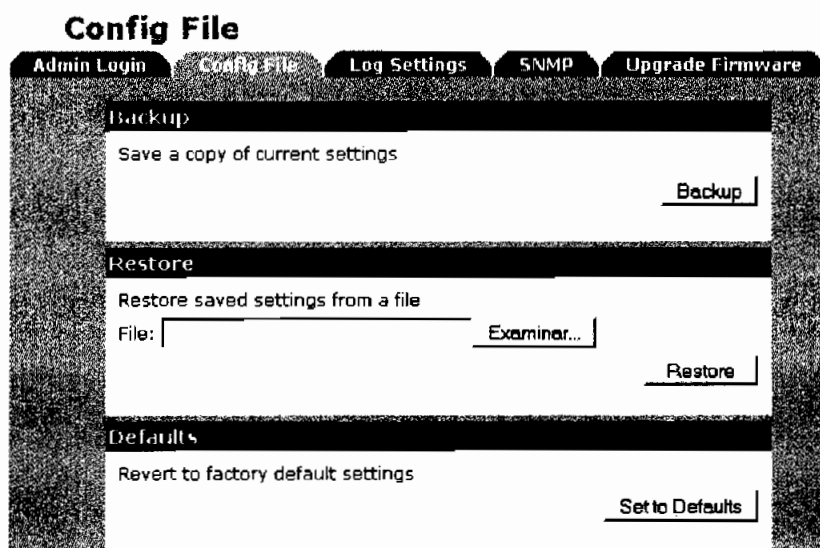 Config File
Admin Login Config File Log Settings SNMP Upgrade Firmware
Backup
Save a copy of current settings
Backup
Restore
Restore saved settings from a file
File: Examinar...
Restore
Defaults
Revert to factory default settings
Set to Defaults